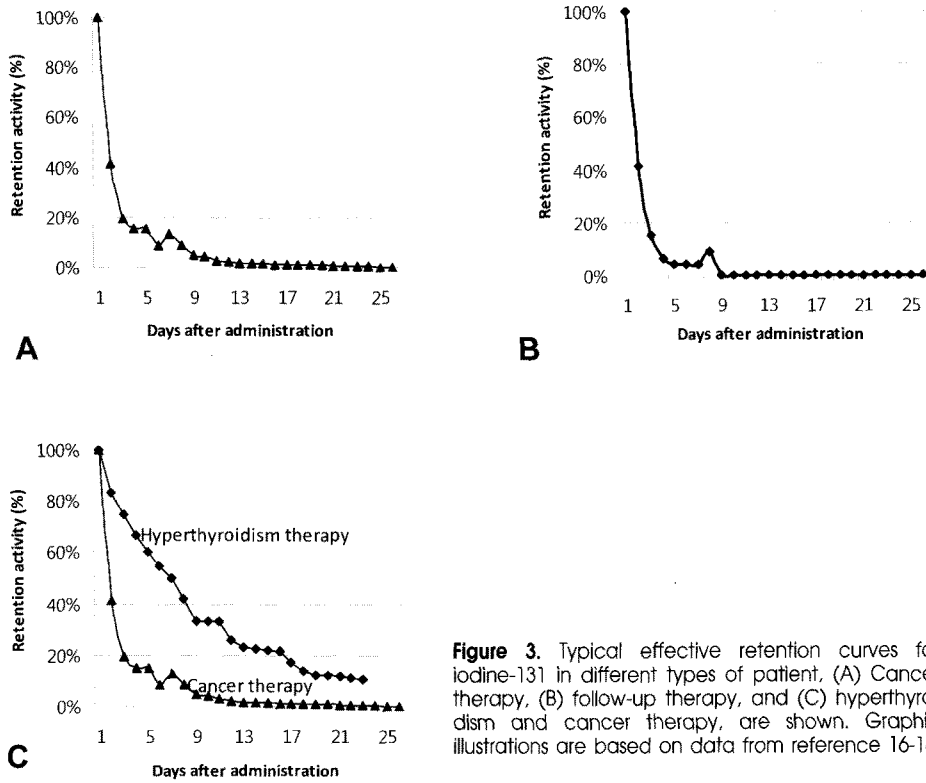 100%
80%
60%
40%
20%
0%
Retention activity (%)
1 5 9 13 17 21 25
Days after administration
A
100%
80%
60%
40%
20%
0%
Retention activity (%)
1 5 9 13 17 21 25
Days after administration
B
100%
80%
60%
40%
20%
0%
Retention activity (%)
Hyperthyroidism therapy
Cancer therapy
1 5 9 13 17 21 25
Days after administration
C
Figure 3. Typical effective retention curves fo
iodine-131 in different types of patient, (A) Cance
therapy, (B) follow-up therapy, and (C) hyperthyro
dism and cancer therapy, are shown. Graphi
illustrations are based on data from reference